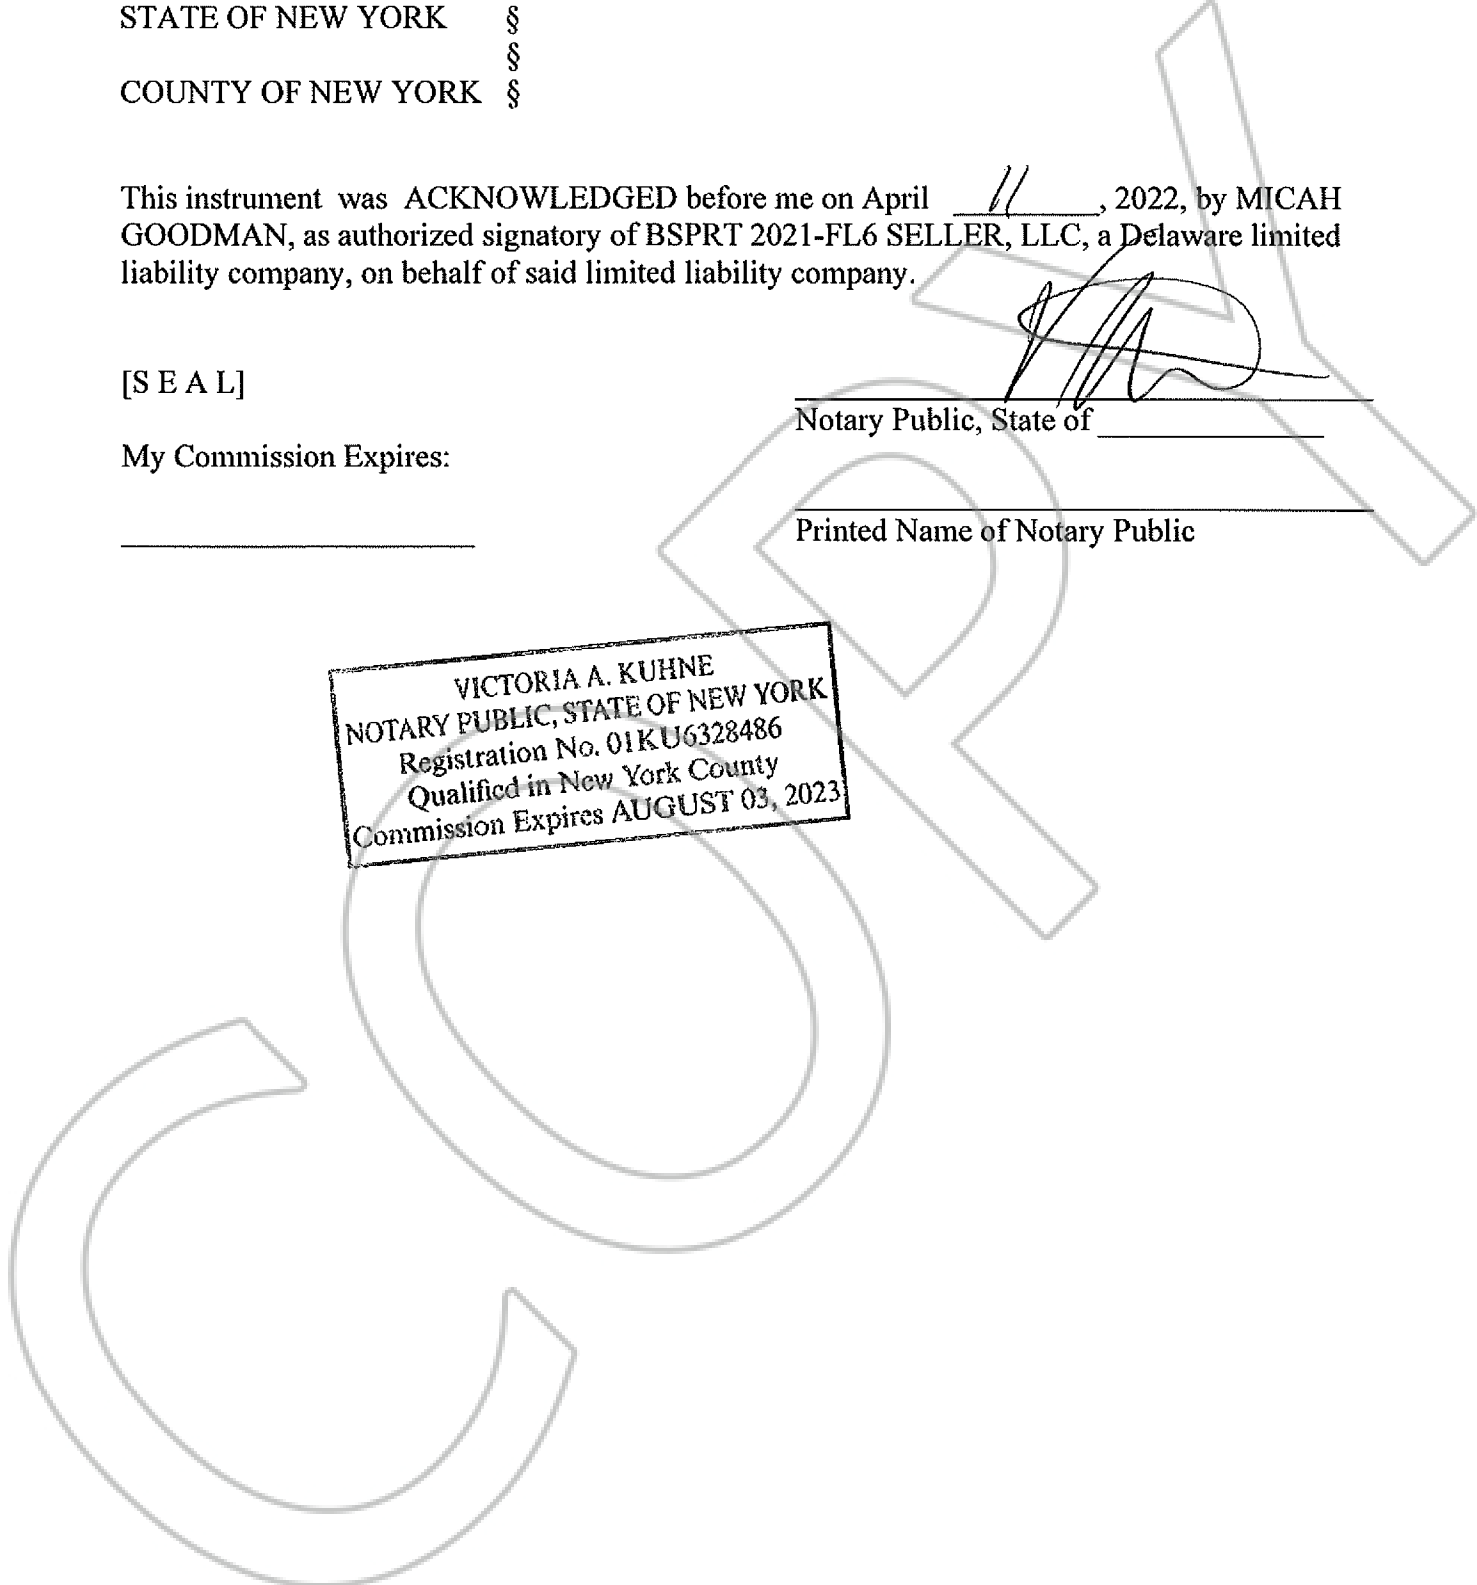 STATE OF NEW YORK §
§
COUNTY OF NEW YORK §
This instrument was ACKNOWLEDGED before me on April 11, 2022, by MICAH
GOODMAN, as authorized signatory of BSPRT 2021-FL6 SELLER, LLC, a Delaware limited
liability company, on behalf of said limited liability company.
[S E A L]
Notary Public, State of
My Commission Expires:
Printed Name of Notary Public
VICTORIA A. KUHNE
NOTARY PUBLIC, STATE OF NEW YORK
Registration No. 01KU6328486
Qualified in New York County
Commission Expires AUGUST 03, 2023
COPY